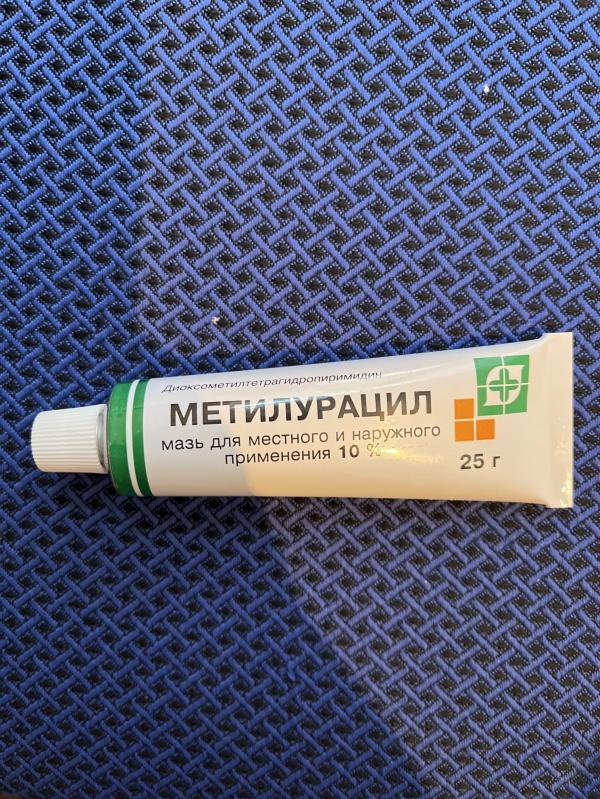 Диоксометилтетрагидропиримидин
МЕТИЛУРАЦИЛ
мазь для местного и наружного
применения 10 %
25 г